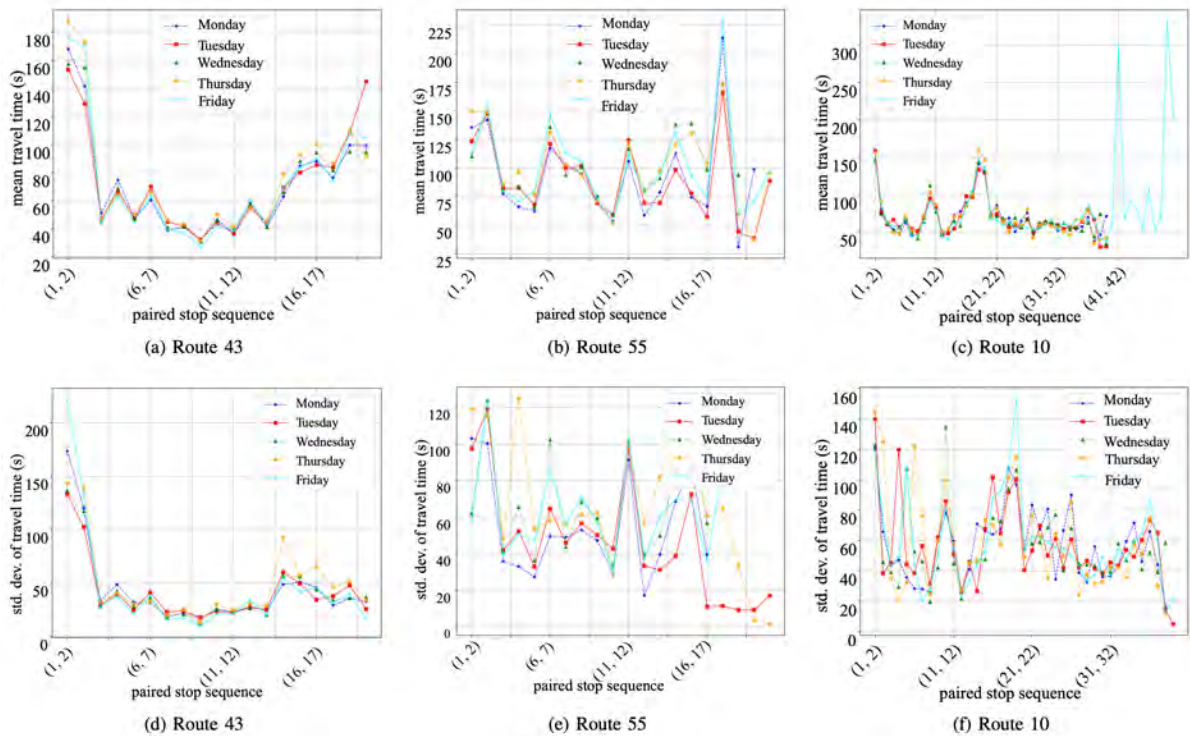 mean travel time (s)
180
160
140
120
100
80
60
40
20
Monday
Tuesday
Wednesday
Thursday
Friday
(1, 2)
(6, 7)
(11, 12)
(16, 17)
paired stop sequence
(a) Route 43
mean travel time (s)
225
200
175
150
125
100
75
50
25
Monday
Tuesday
Wednesday
Thursday
Friday
(1, 2)
(6, 7)
(11, 12)
(16, 17)
paired stop sequence
(b) Route 55
mean travel time (s)
300
250
200
150
100
50
Monday
Tuesday
Wednesday
Thursday
Friday
(1, 2)
(11, 12)
(21, 22)
(31, 32)
(41, 42)
paired stop sequence
(c) Route 10
std. dev. of travel time (s)
200
150
100
50
0
Monday
Tuesday
Wednesday
Thursday
Friday
(1, 2)
(6, 7)
(11, 12)
(16, 17)
paired stop sequence
(d) Route 43
std. dev. of travel time (s)
120
100
80
60
40
20
0
Monday
Tuesday
Wednesday
Thursday
Friday
(1, 2)
(6, 7)
(11, 12)
(16, 17)
paired stop sequence
(e) Route 55
std. dev. of travel time (s)
160
140
120
100
80
60
40
20
0
Monday
Tuesday
Wednesday
Thursday
Friday
(1, 2)
(11, 12)
(21, 22)
(31, 32)
paired stop sequence
(f) Route 10